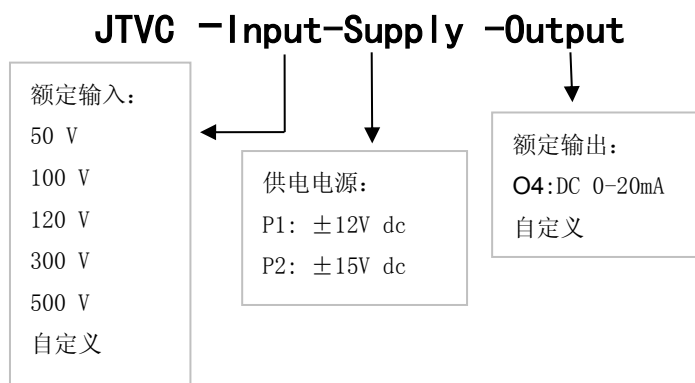 JTVC -Input-Supply -Output
额定输入：
50 V
100 V
120 V
300 V
500 V
自定义
供电电源：
P1: ±12V dc
P2: ±15V dc
额定输出：
O4:DC 0-20mA
自定义